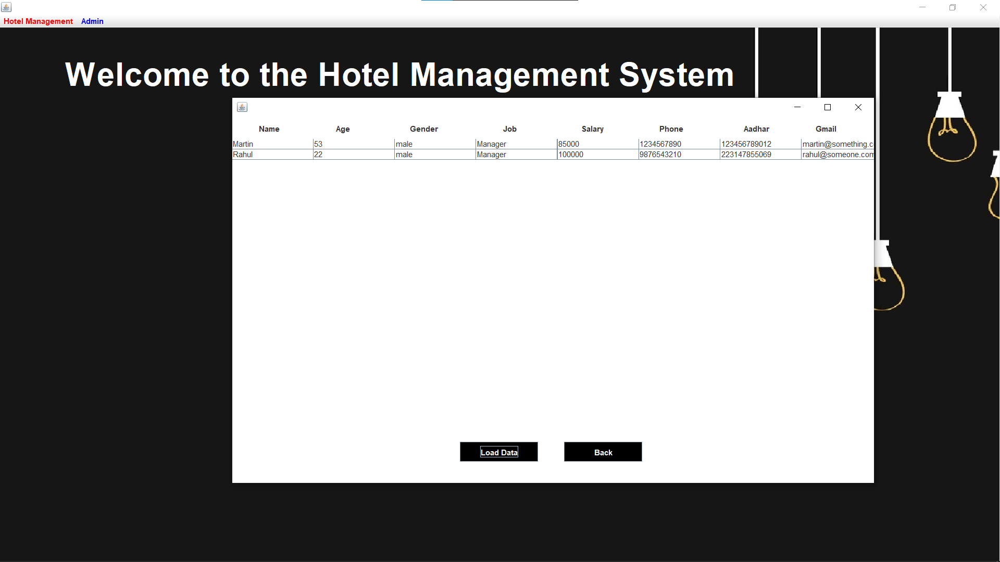 Hotel Management Admin
Welcome to the Hotel Management System
Name Age Gender Job Salary Phone Aadhar Gmail
Martin 53 male Manager 85000 1234567890 123456789012 martin@something.c
Rahul 22 male Manager 100000 9876543210 223147855069 rahul@someone.com
Load Data Back